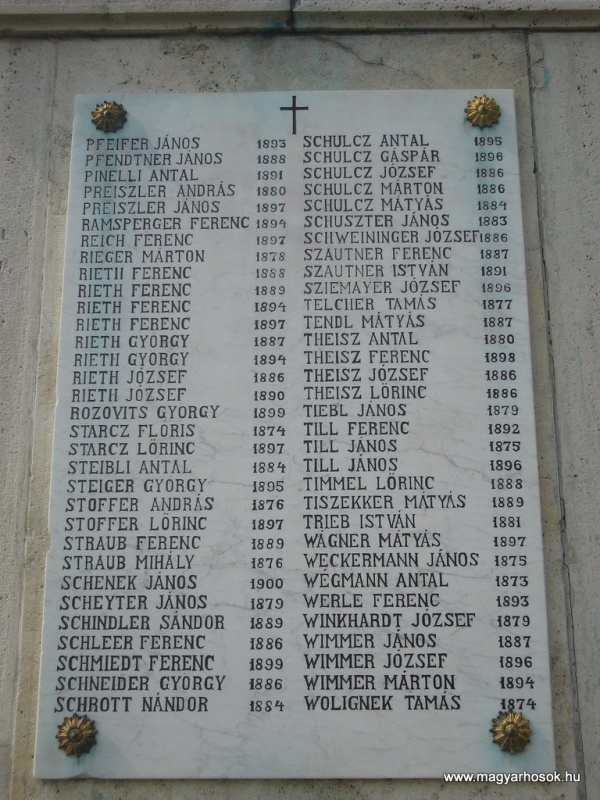 PFEIFER JÁNOS 1893
PFENDTNER JÁNOS 1888
PINELLI ANTAL 1891
PREISZLER ANDRÁS 1880
PREISZLER JÁNOS 1897
RAMSPERGER FERENC 1894
REICH FERENC 1897
RIEGER MÁRTON 1878
RIETH FERENC 1888
RIETH FERENC 1889
RIETH FERENC 1894
RIETH FERENC 1897
RIETH GYORGY 1887
RIETH GYORGY 1894
RIETH JÓZSEF 1886
RIETH JÓZSEF 1890
ROZOVITS GYORGY 1899
STARCZ FLÓRIS 1874
STARCZ LŐRINC 1897
STEIBLI ANTAL 1884
STEIGER GYORGY 1895
STOFFER ANDRÁS 1876
STOFFER LŐRINC 1897
STRAUB FERENC 1889
STRAUB MIHÁLY 1876
SCHENEK JÁNOS 1900
SCHEYTER JÁNOS 1879
SCHINDLER SÁNDOR 1889
SCHLEER FERENC 1886
SCHMIEDT FERENC 1899
SCHNEIDER GYORGY 1886
SCHROTT NÁNDOR 1884
SCHULCZ ANTAL 1895
SCHULCZ GÁSPÁR 1896
SCHULCZ JÓZSEF 1886
SCHULCZ MÁRTON 1886
SCHULCZ MÁTYÁS 1884
SCHUSZTER JÁNOS 1883
SCHWEININGER JÓZSEF 1886
SZAUTNER FERENC 1887
SZAUTNER ISTVÁN 1891
SZIEMAYER JÓZSEF 1896
TELCHER TAMÁS 1877
TENDL MÁTYÁS 1887
THEISZ ANTAL 1880
THEISZ FERENC 1898
THEISZ JÓZSEF 1886
THEISZ LŐRINC 1886
TIEBL JÁNOS 1879
TILL FERENC 1892
TILL JÁNOS 1875
TILL JÁNOS 1896
TIMMEL LŐRINC 1888
TISZEKKER MÁTYÁS 1889
TRIEB ISTVÁN 1881
WÁGNER MÁTYÁS 1897
WECKERMANN JÁNOS 1875
WÉGMANN ANTAL 1873
WERLE FERENC 1893
WINKHARDT JÓZSEF 1879
WIMMER JÁNOS 1887
WIMMER JÓZSEF 1896
WIMMER MÁRTON 1894
WOLIGNEK TAMÁS 1874
www.magyarhosok.hu